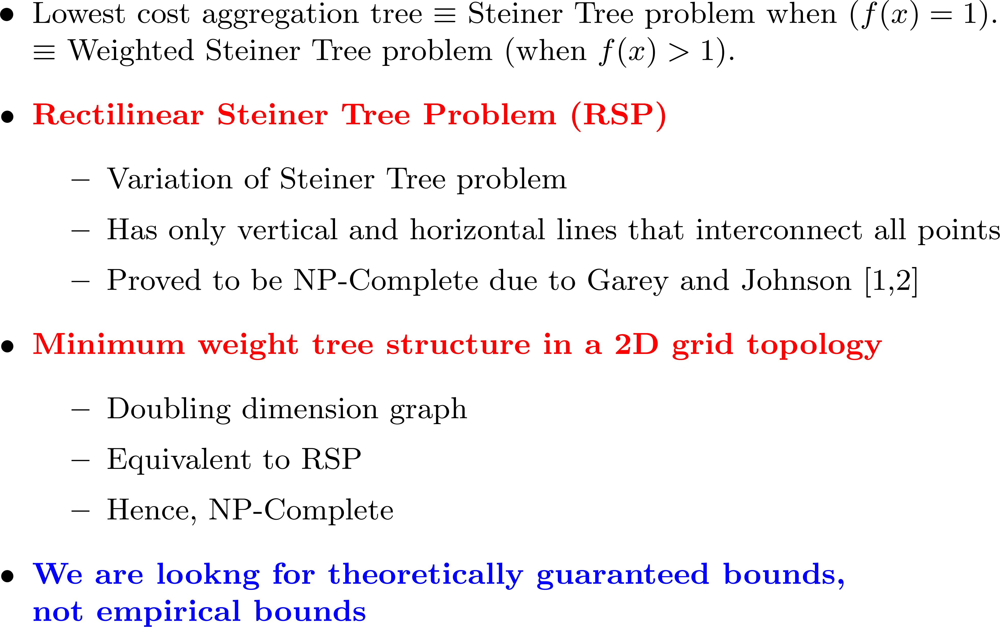 • Lowest cost aggregation tree ≡ Steiner Tree problem when (f(x) = 1).
≡ Weighted Steiner Tree problem (when f(x) > 1).
• Rectilinear Steiner Tree Problem (RSP)
– Variation of Steiner Tree problem
– Has only vertical and horizontal lines that interconnect all points
– Proved to be NP-Complete due to Garey and Johnson [1,2]
• Minimum weight tree structure in a 2D grid topology
– Doubling dimension graph
– Equivalent to RSP
– Hence, NP-Complete
• We are lookng for theoretically guaranteed bounds,
not empirical bounds